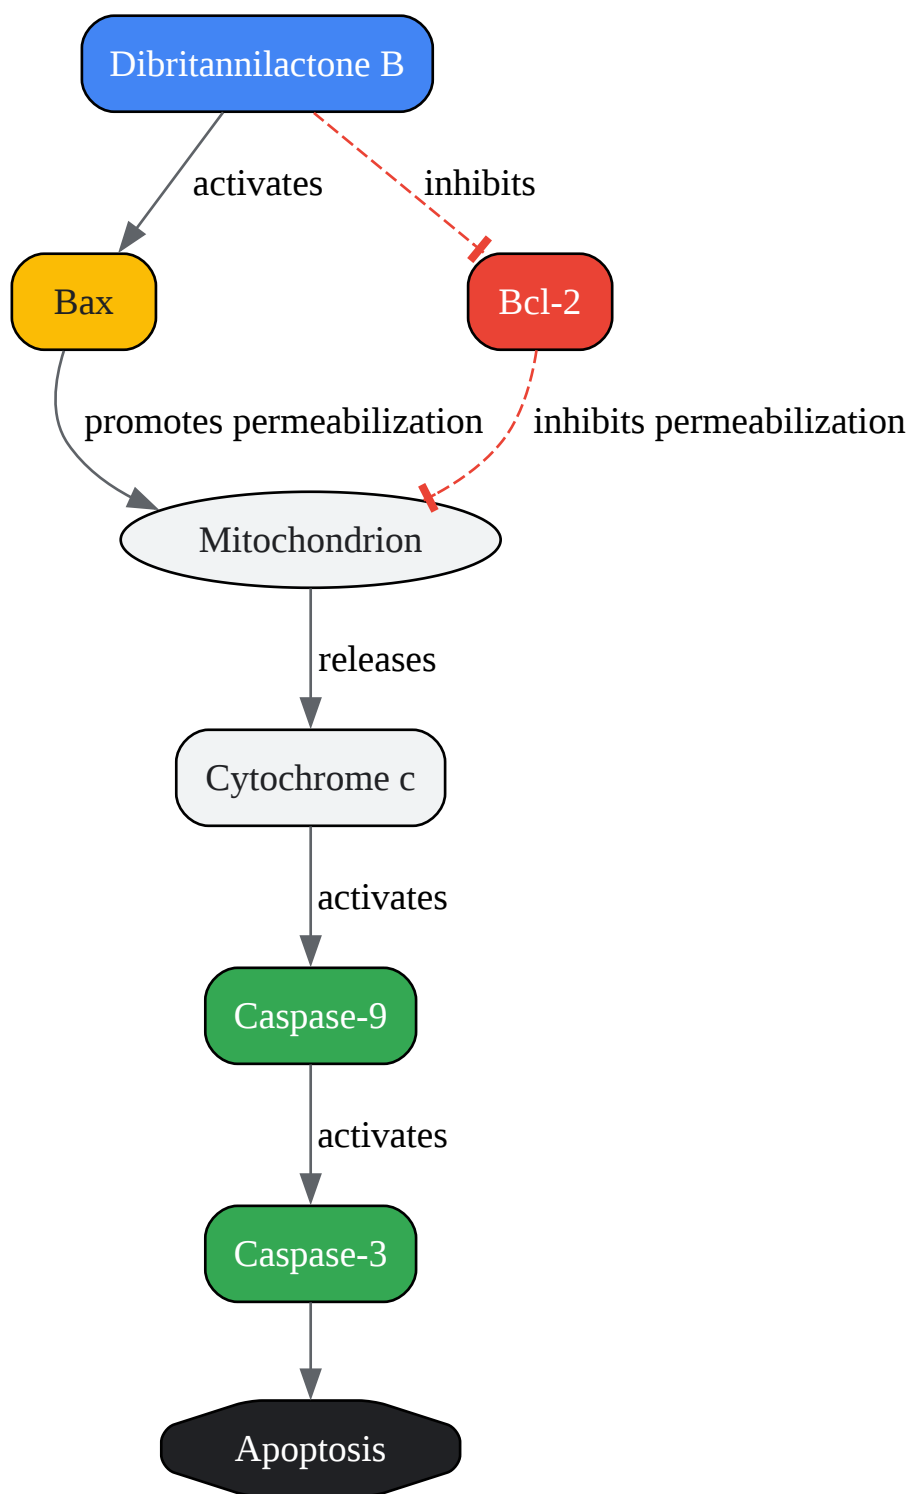 Dibritannilactone B
activates
inhibits
Bax
Bcl-2
promotes permeabilization
inhibits permeabilization
Mitochondrion
releases
Cytochrome c
activates
Caspase-9
activates
Caspase-3
Apoptosis